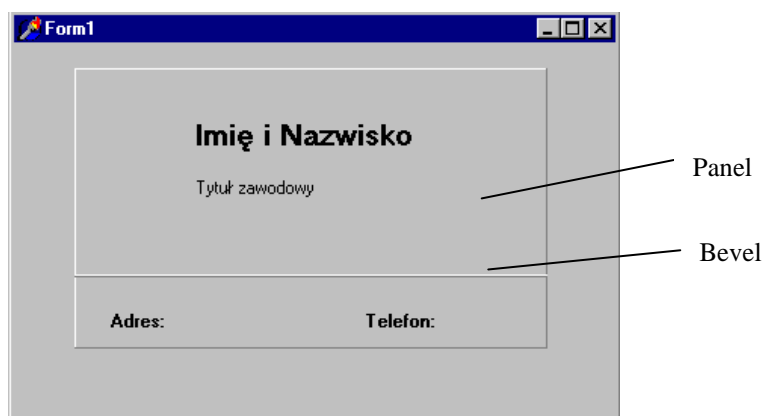 Form1
Imię i Nazwisko
Tytuł zawodowy
Panel
Bevel
Adres: Telefon: